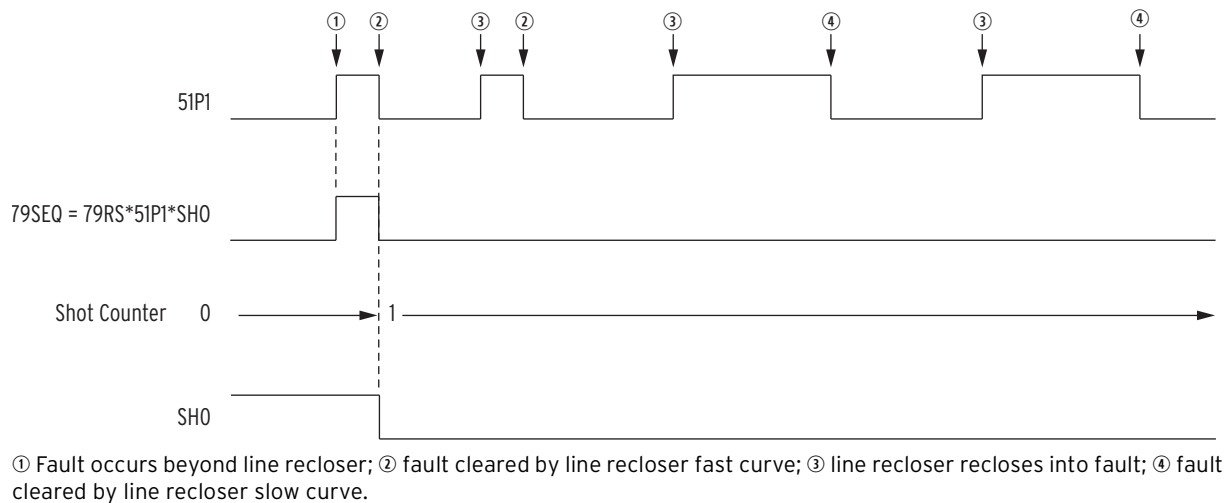 ① ② ③ ② ③ ④ ③ ④
51P1
79SEQ = 79RS*51P1*SH0
Shot Counter 0 1
SH0
① Fault occurs beyond line recloser; ② fault cleared by line recloser fast curve; ③ line recloser recloses into fault; ④ fault
cleared by line recloser slow curve.